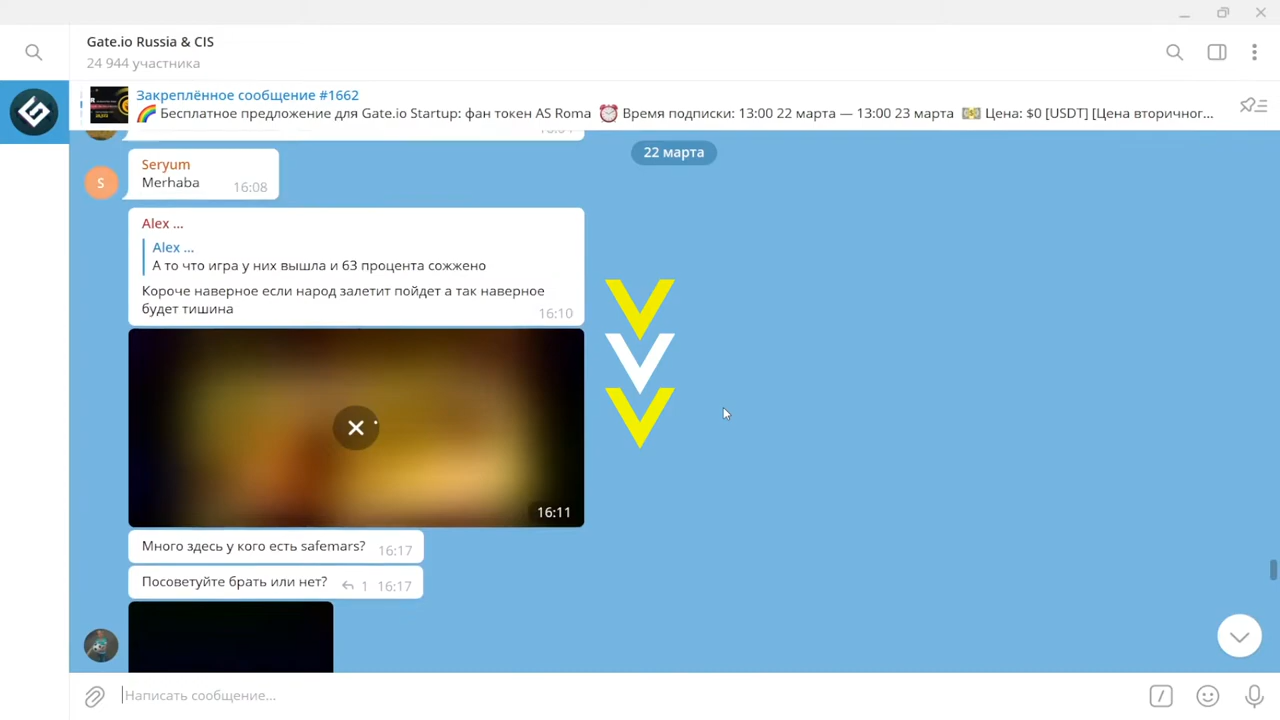 Gate.io Russia & CIS
24 944 участника
Закреплённое сообщение #1662
🌈 Бесплатное предложение для Gate.io Startup: фан токен AS Roma ⏰ Время подписки: 13:00 22 марта — 13:00 23 марта 💵 Цена: $0 [USDT] [Цена вторичног...
22 марта
Seryum
S
Merhaba 16:08
Alex ...
Alex ...
А то что игра у них вышла и 63 процента сожжено
Короче наверное если народ залетит пойдет а так наверное
будет тишина
16:10
16:11
Много здесь у кого есть safemars? 16:17
Посоветуйте брать или нет? 1 16:17
Написать сообщение...